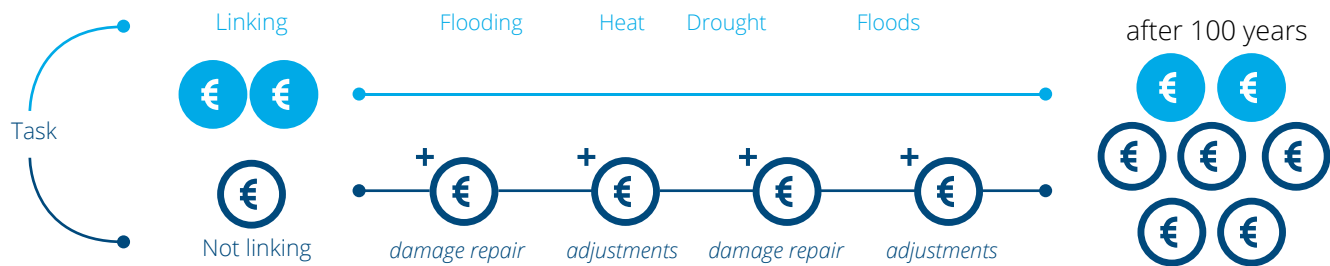 Linking
Flooding
Heat
Drought
Floods
after 100 years
€ €
€ €
Task
+ € + € + € + €
€ € €
€
Not linking
damage repair
adjustments
damage repair
adjustments
€ €